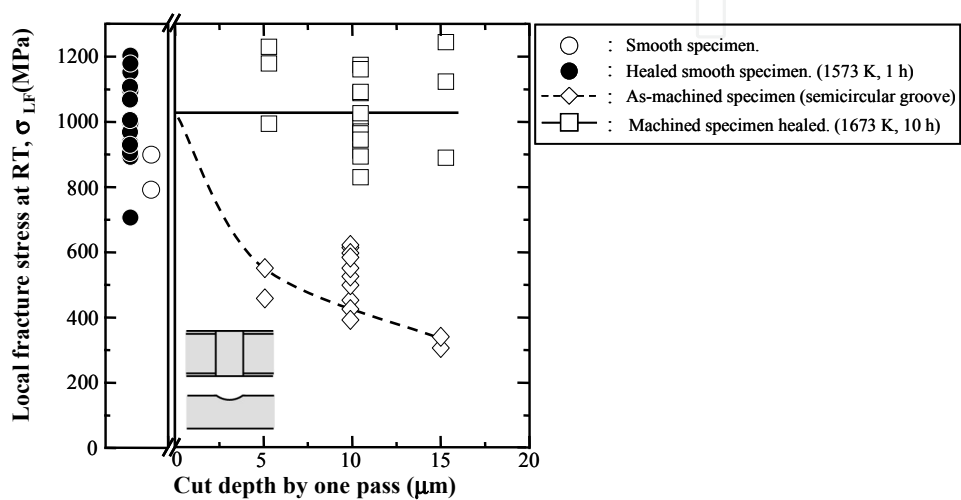 Local fracture stress at RT, σ LF (MPa)
1200
1000
800
600
400
200
0
0
5
10
15
20
Cut depth by one pass (μm)
: Smooth specimen.
: Healed smooth specimen. (1573 K, 1 h)
: As-machined specimen (semicircular groove)
: Machined specimen healed. (1673 K, 10 h)